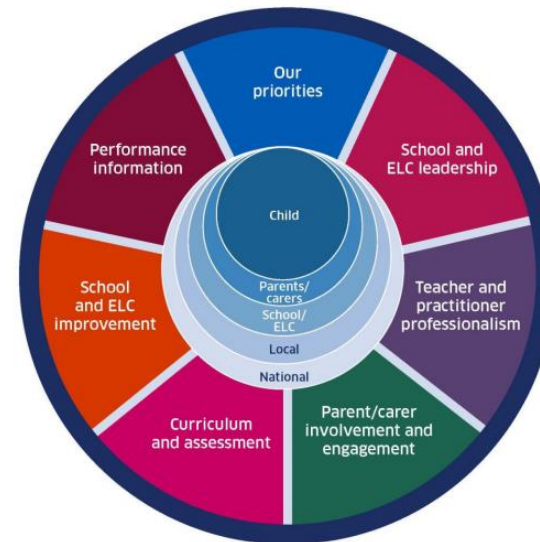 Our
priorities
School and
ELC leadership
Teacher and
practitioner
professionalism
Parent/carer
involvement and
engagement
Curriculum
and assessment
School
and ELC
improvement
Performance
information
Child
Parents/
carers
School/
ELC
Local
National